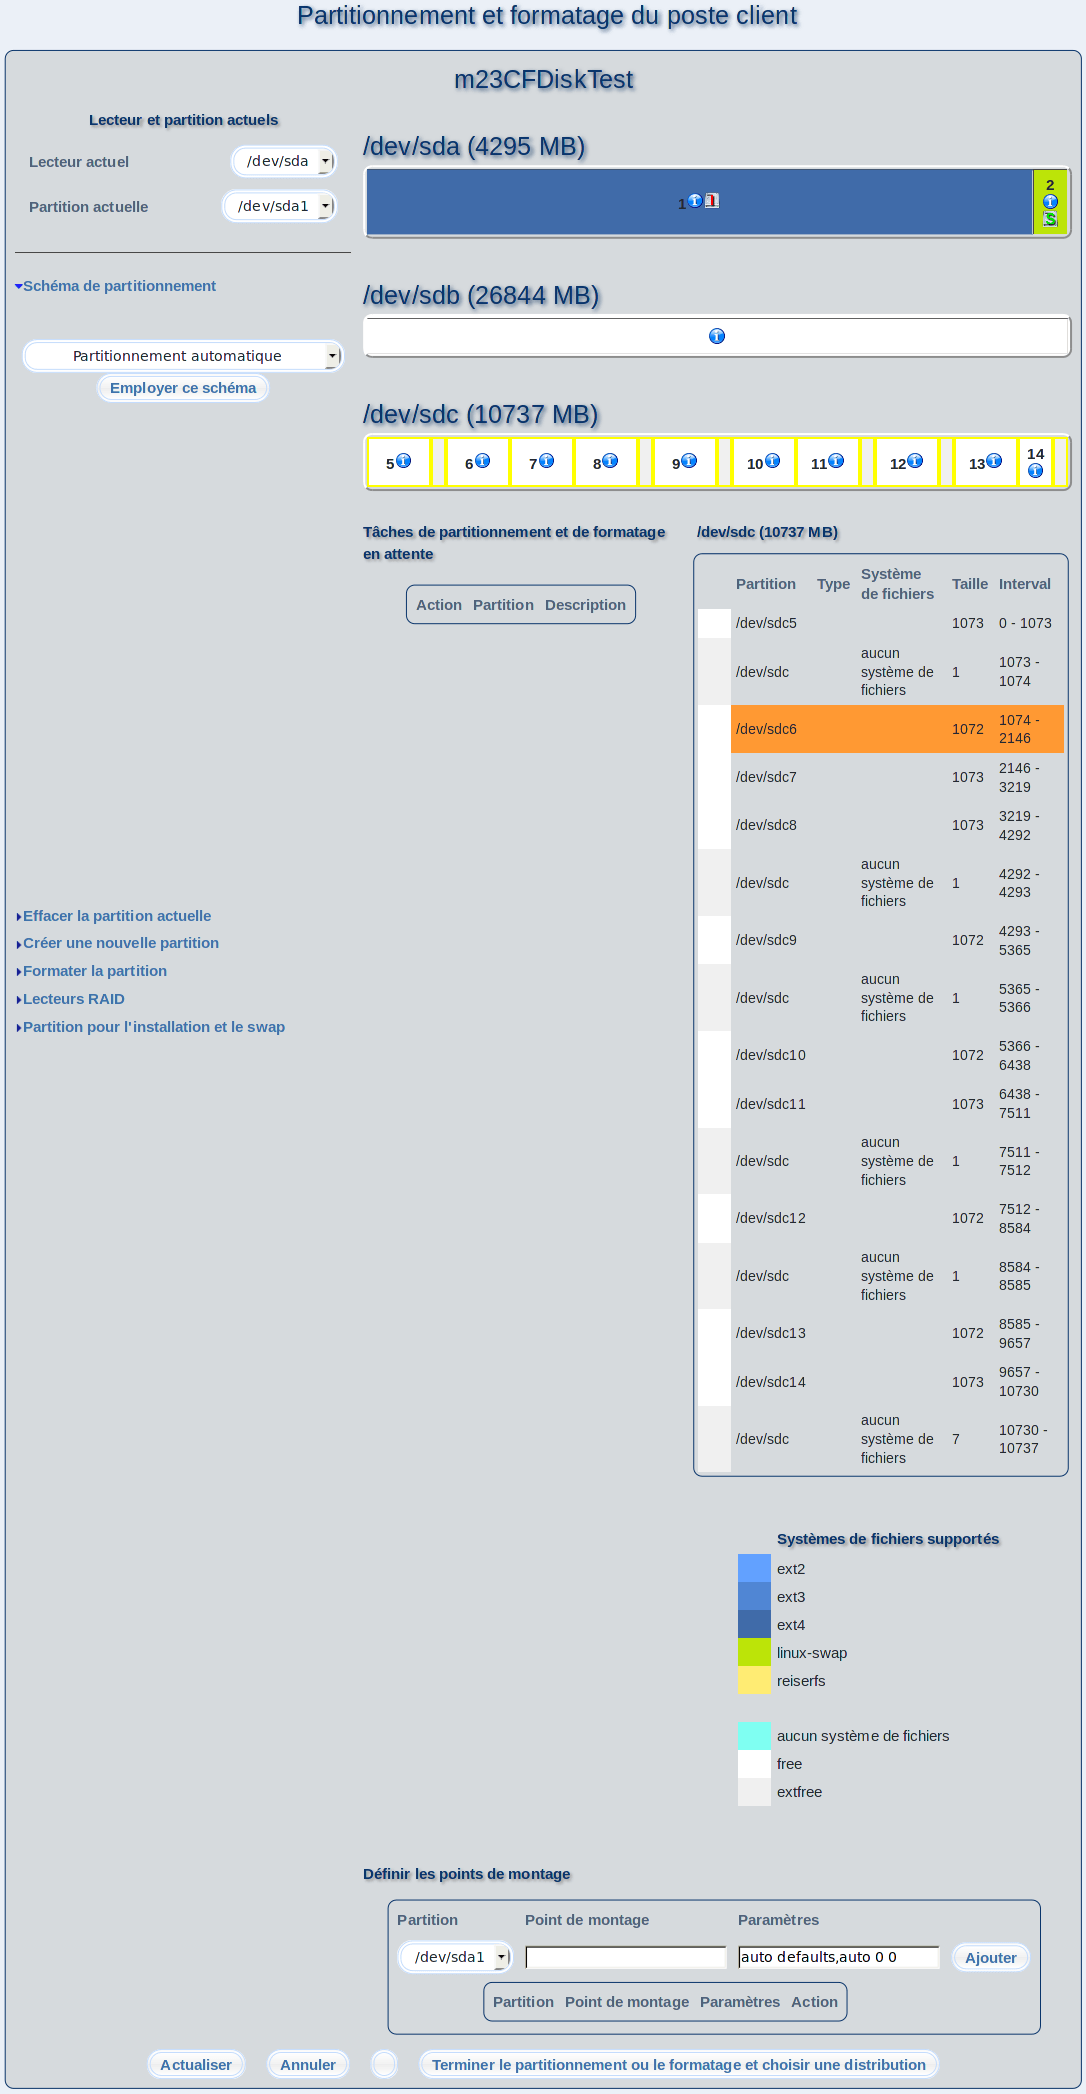 Partitionnement et formatage du poste client
m23CFDiskTest
Lecteur et partition actuels
Lecteur actuel /dev/sda
Partition actuelle /dev/sda1
Schéma de partitionnement
Partitionnement automatique
Employer ce schéma
Effacer la partition actuelle
Créer une nouvelle partition
Formater la partition
Lecteurs RAID
Partition pour l'installation et le swap
/dev/sda (4295 MB)
1 2
S
/dev/sdb (26844 MB)
/dev/sdc (10737 MB)
5 6 7 8 9 10 11 12 13 14
Tâches de partitionnement et de formatage
en attente
Action Partition Description
/dev/sdc (10737 MB)
Partition Type Système de fichiers Taille Interval
/dev/sdc5 1073 0 - 1073
/dev/sdc aucun système de fichiers 1 1073 - 1074
/dev/sdc6 1072 1074 - 2146
/dev/sdc7 1073 2146 - 3219
/dev/sdc8 1073 3219 - 4292
/dev/sdc aucun système de fichiers 1 4292 - 4293
/dev/sdc9 1072 4293 - 5365
/dev/sdc aucun système de fichiers 1 5365 - 5366
/dev/sdc10 1072 5366 - 6438
/dev/sdc11 1073 6438 - 7511
/dev/sdc aucun système de fichiers 1 7511 - 7512
/dev/sdc12 1072 7512 - 8584
/dev/sdc aucun système de fichiers 1 8584 - 8585
/dev/sdc13 1072 8585 - 9657
/dev/sdc14 1073 9657 - 10730
/dev/sdc aucun système de fichiers 7 10730 - 10737
Systèmes de fichiers supportés
ext2
ext3
ext4
linux-swap
reiserfs
aucun système de fichiers
free
extfree
Définir les points de montage
Partition Point de montage Paramètres
/dev/sda1 auto defaults,auto 0 0 Ajouter
Partition Point de montage Paramètres Action
Actualiser Annuler Terminer le partitionnement ou le formatage et choisir une distribution